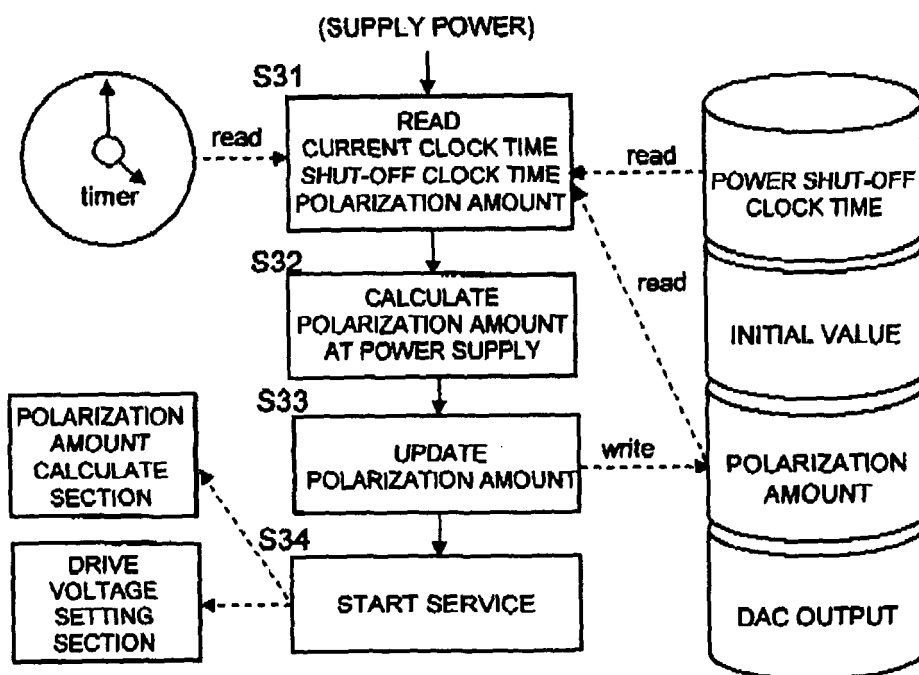 (SUPPLY POWER)
S31
READ
CURRENT CLOCK TIME
SHUT-OFF CLOCK TIME
POLARIZATION AMOUNT
read
timer
read
POWER SHUT-OFF
CLOCK TIME
S32
CALCULATE
POLARIZATION AMOUNT
AT POWER SUPPLY
read
INITIAL VALUE
S33
UPDATE
POLARIZATION AMOUNT
write
POLARIZATION
AMOUNT
POLARIZATION
AMOUNT
CALCULATE
SECTION
S34
START SERVICE
DRIVE
VOLTAGE
SETTING
SECTION
DAC OUTPUT